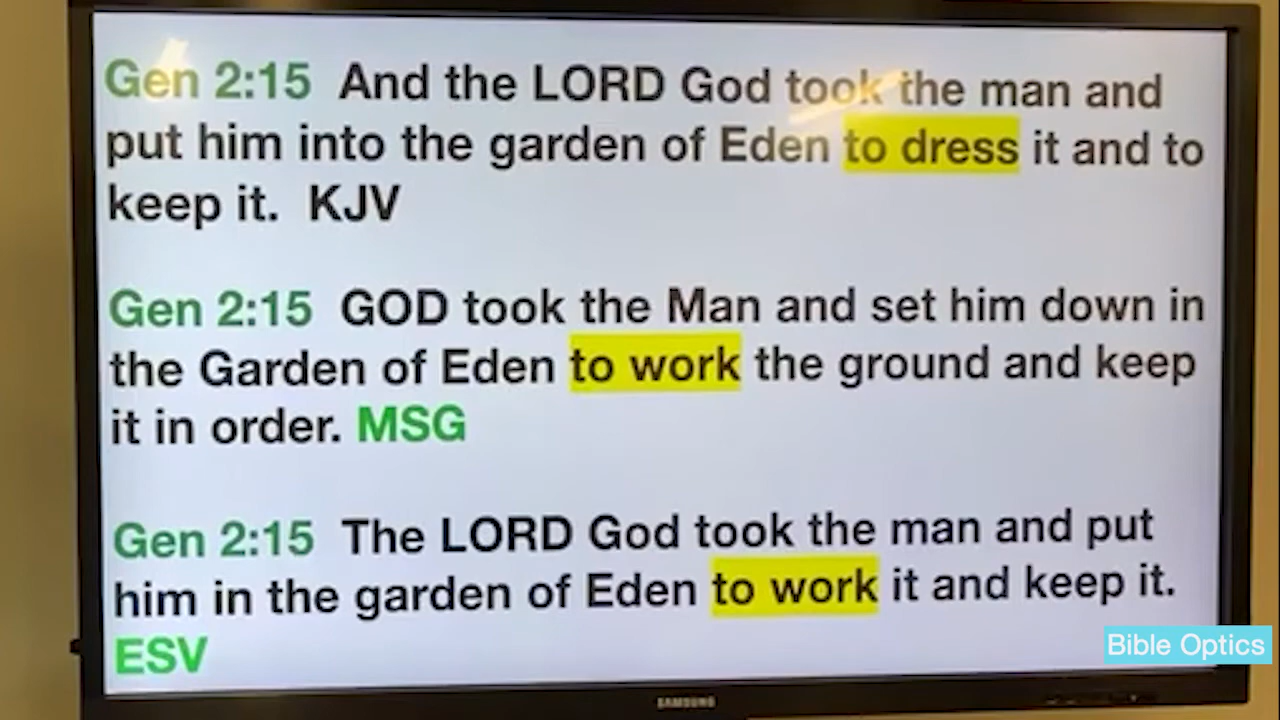 Gen 2:15 And the LORD God took the man and
put him into the garden of Eden to dress it and to
keep it. KJV
Gen 2:15 GOD took the Man and set him down in
the Garden of Eden to work the ground and keep
it in order. MSG
Gen 2:15 The LORD God took the man and put
him in the garden of Eden to work it and keep it.
ESV
Bible Optics
SAMSUNG